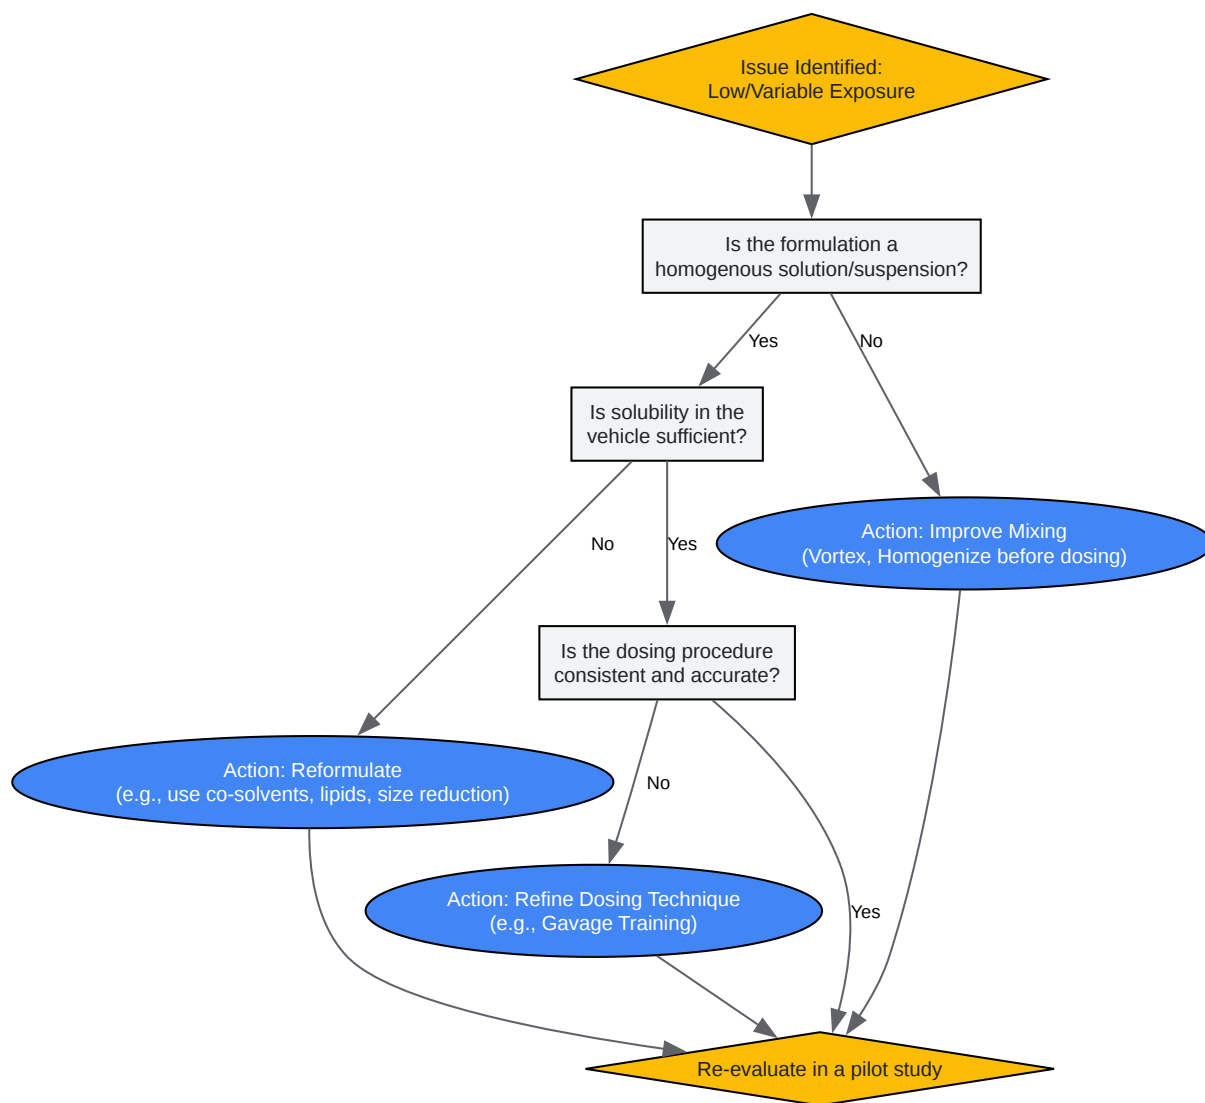 Issue Identified:
Low/Variable Exposure
Is the formulation a
homogenous solution/suspension?
Yes
No
Is solubility in the
vehicle sufficient?
Action: Improve Mixing
(Vortex, Homogenize before dosing)
No
Yes
Is the dosing procedure
consistent and accurate?
Action: Reformulate
(e.g., use co-solvents, lipids, size reduction)
No
Action: Refine Dosing Technique
(e.g., Gavage Training)
Yes
Re-evaluate in a pilot study